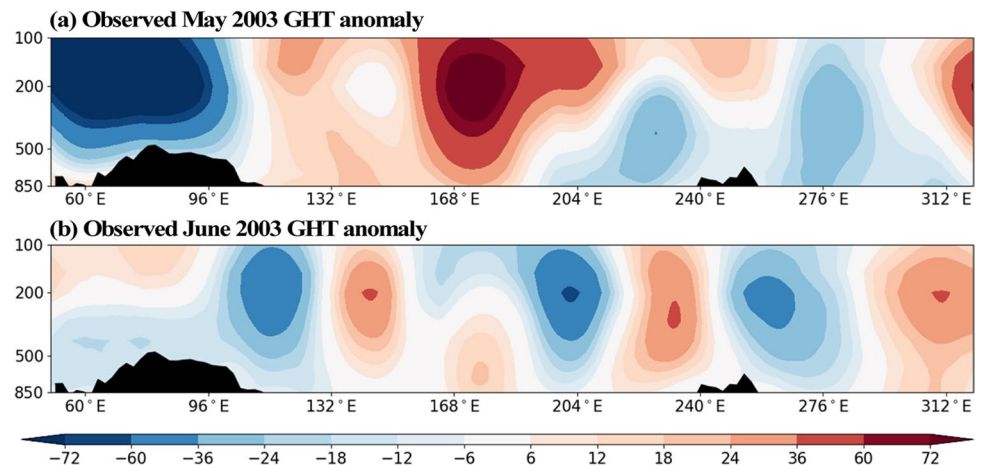 (a) Observed May 2003 GHT anomaly
100
200
500
850
60°E 96°E 132°E 168°E 204°E 240°E 276°E 312°E
(b) Observed June 2003 GHT anomaly
100
200
500
850
60°E 96°E 132°E 168°E 204°E 240°E 276°E 312°E
−72 −60 −36 −24 −18 −12 −6 6 12 18 24 36 60 72